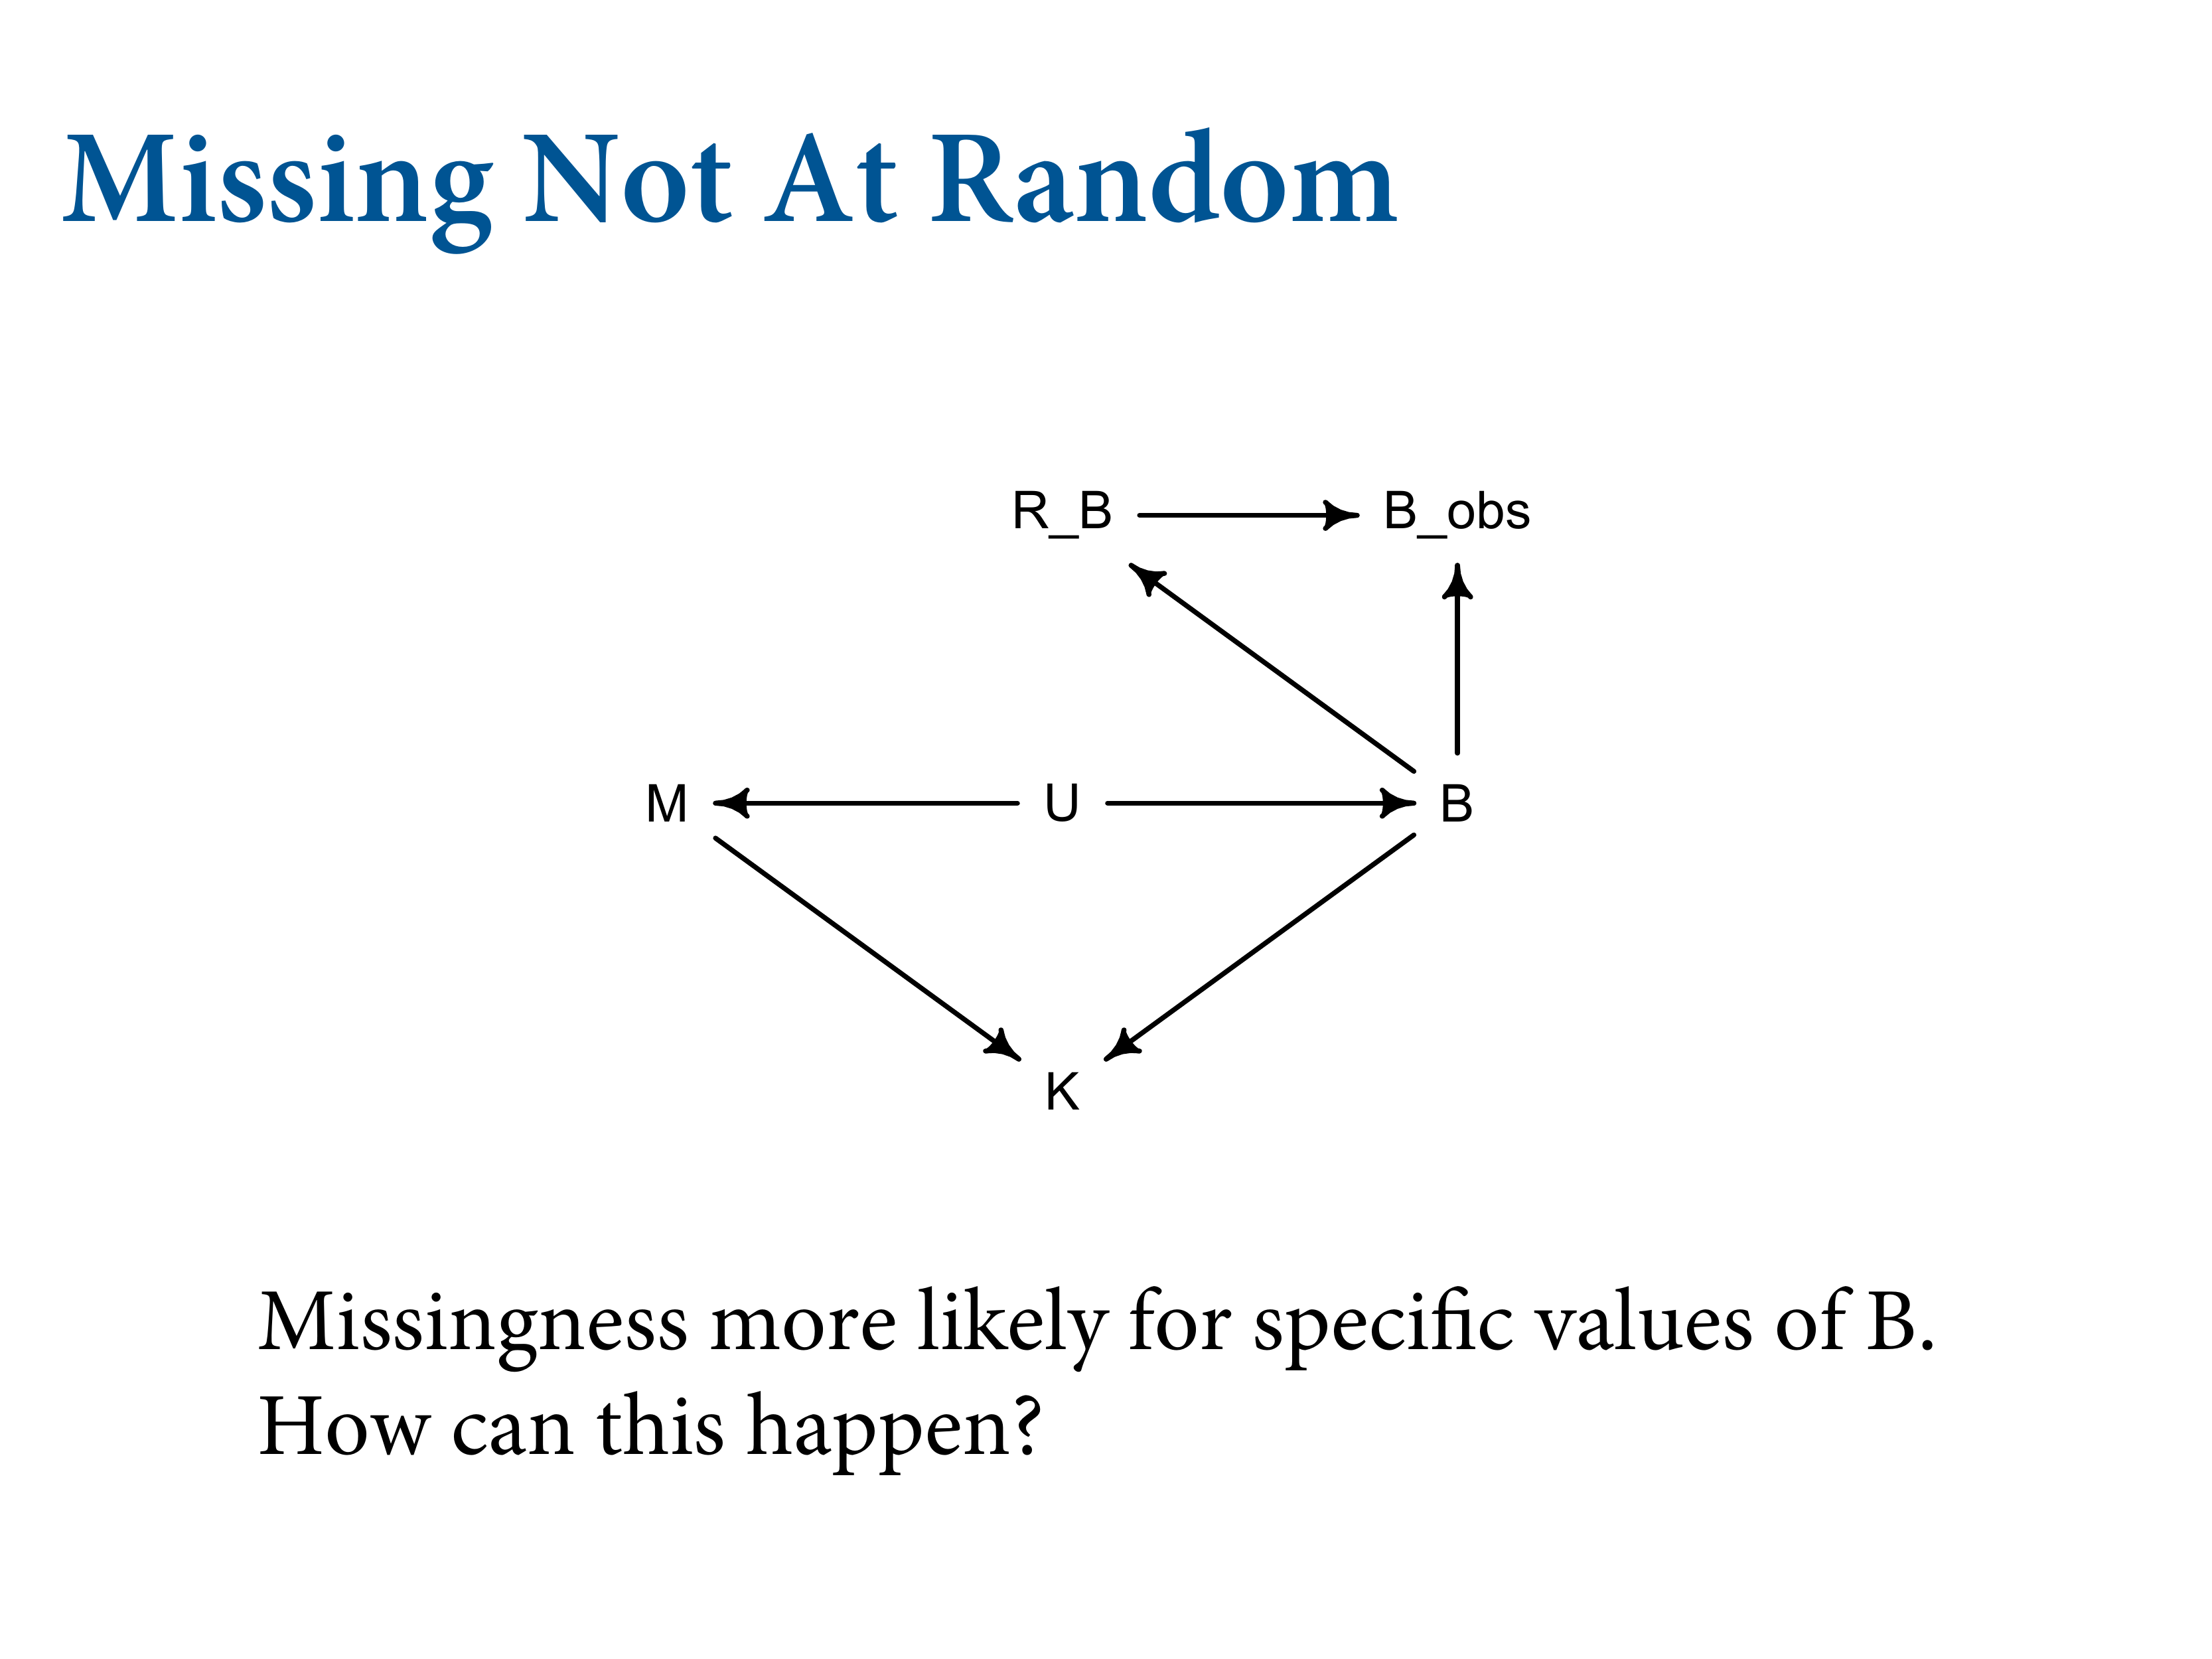 Missing Not At Random
R_B B_obs
M U B
K
Missingness more likely for specific values of B.
How can this happen?